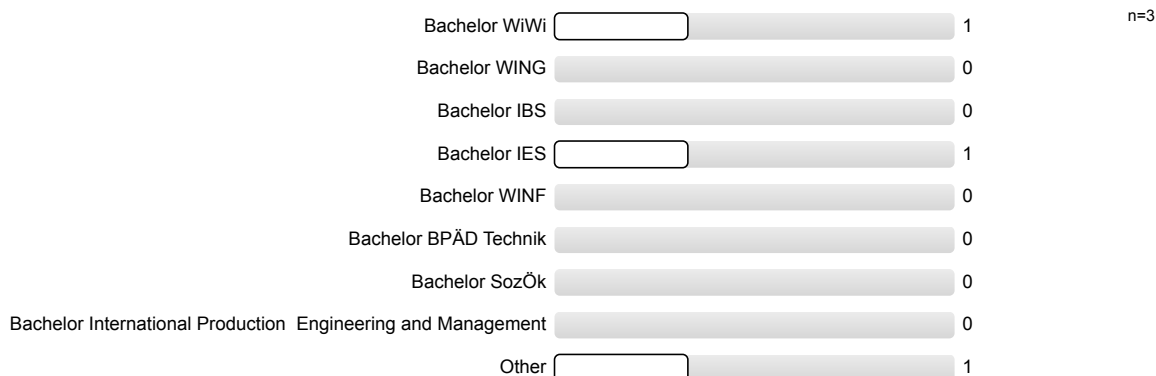 Bachelor WiWi 1 n=3
Bachelor WING 0
Bachelor IBS 0
Bachelor IES 1
Bachelor WINF 0
Bachelor BPÄD Technik 0
Bachelor SozÖk 0
Bachelor International Production  Engineering and Management 0
Other 1